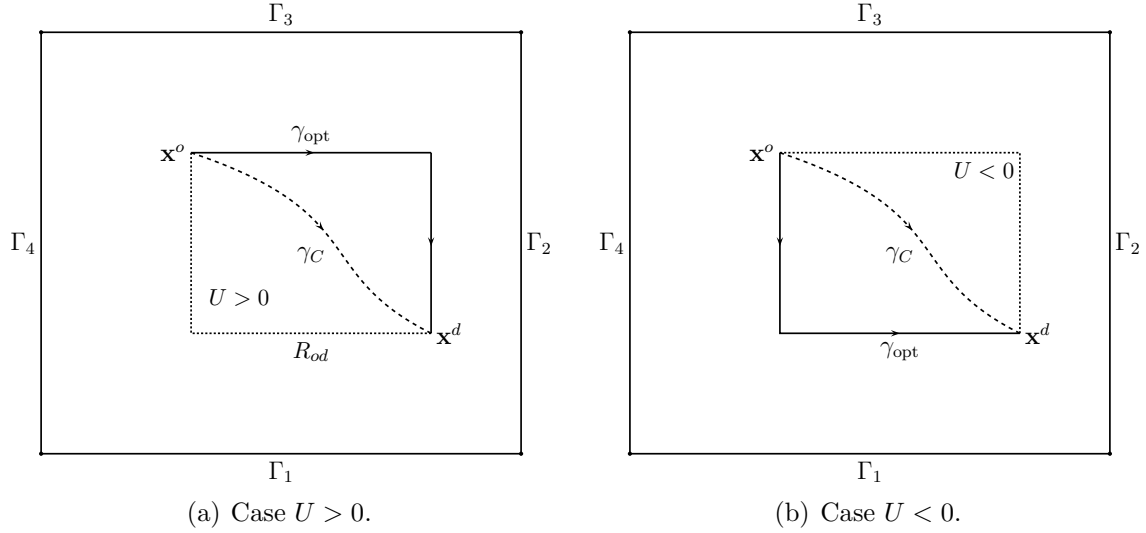 Γ₃
γ_opt
x^o
Γ₄
Γ₂
γ_C
U > 0
x^d
R_od
Γ₁
(a) Case U > 0.
Γ₃
x^o
U < 0
Γ₄
Γ₂
γ_C
x^d
γ_opt
Γ₁
(b) Case U < 0.